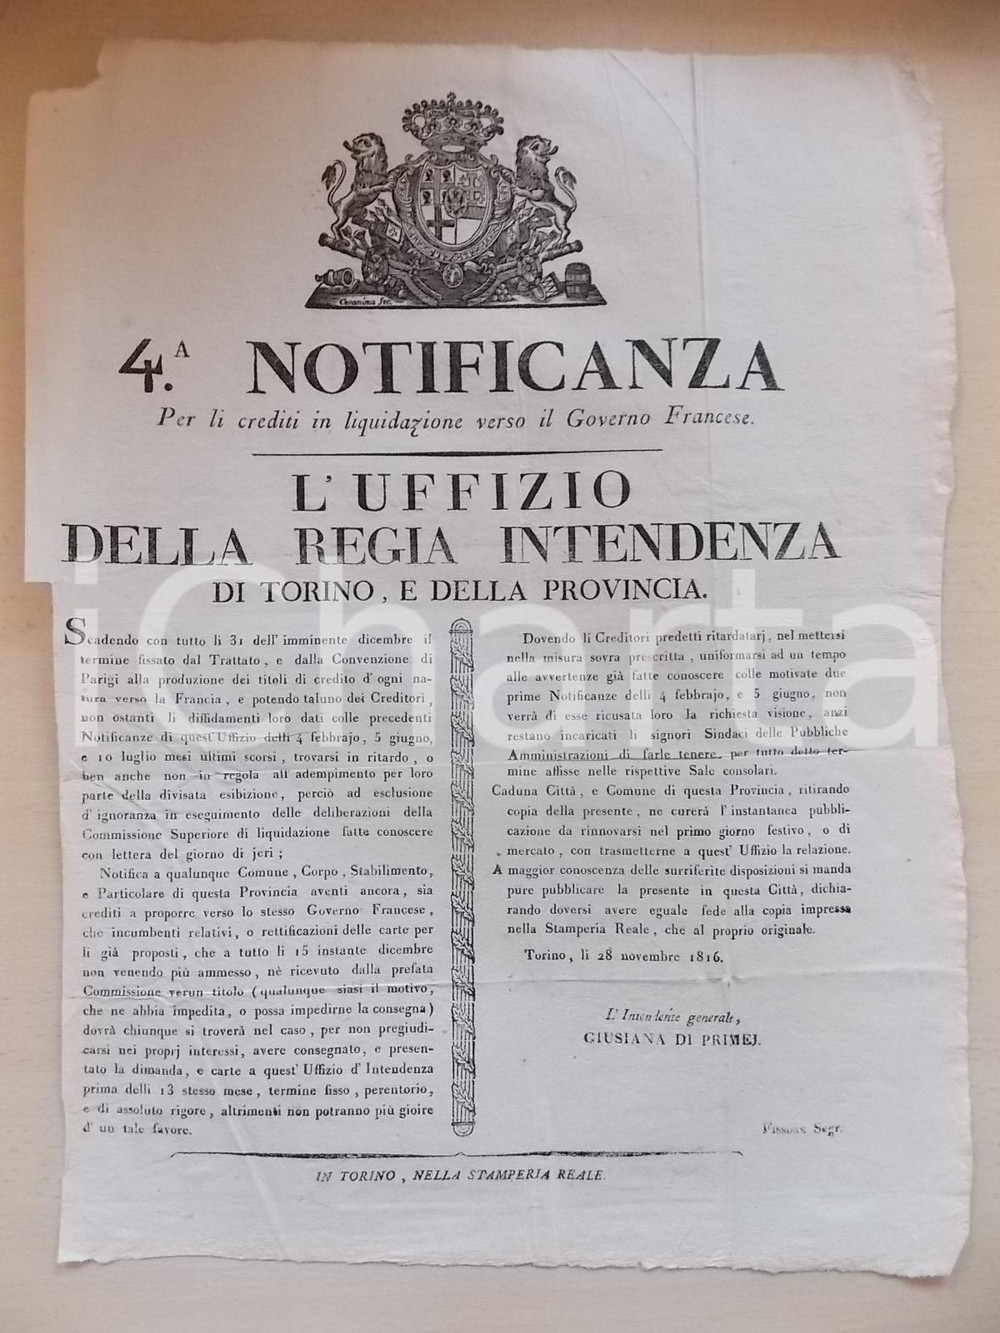 4.A NOTIFICANZA
Per li crediti in liquidazione verso il Governo Francese.
L'UFFIZIO
DELLA REGIA INTENDENZA
DI TORINO, E DELLA PROVINCIA.
Scadendo con tutto li 31 dell'imminente dicembre il
termine fissato dal Trattato, e dalla Convenzione di
Parigi alla produzione dei titoli di credito d'ogni na-
tura verso la Francia, e potendo taluno dei Creditori,
non ostanti li diffidamenti loro dati colle precedenti
Notificanze di quest'Uffizio delli 4 febbrajo, 5 giugno,
e 10 luglio mesi ultimi scorsi, trovarsi in ritardo, o
ben anche non in regola all'adempimento per loro
parte della divisata esibizione, perciò ad esclusione
d'ignoranza in eseguimento delle deliberazioni della
Commissione Superiore di liquidazione fatte conoscere
con lettera del giorno di jeri;
Notifica a qualunque Comune, Corpo, Stabilimento,
e Particolare di questa Provincia aventi ancora, sia
crediti a proporre verso lo stesso Governo Francese,
che incumbenti relativi, o rettificazioni delle carte per
li già proposti, che a tutto li 15 instante dicembre
non venendo più ammesso, nè ricevuto dalla prefata
Commissione verun titolo (qualunque siasi il motivo,
che ne abbia impedita, o possa impedirne la consegna)
dovrà chiunque si troverà nel caso, per non pregiudi-
carsi nei proprj interessi, avere consegnato, e presen-
tato la dimanda, e carte a quest'Uffizio d'Intendenza
prima delli 13 stesso mese, termine fisso, perentorio,
e di assoluto rigore, altrimenti non potranno più gioire
d'un tale favore.
Dovendo li Creditori predetti ritardatarj, nel mettersi
nella misura sovra prescritta, uniformarsi ad un tempo
alle avvertenze già fatte conoscere colle motivate due
prime Notificanze delli 4 febbrajo, e 5 giugno, non
verrà di esse ricusata loro la richiesta visione, anzi
restano incaricati li signori Sindaci delle Pubbliche
Amministrazioni di farle tenere per tutto detto ter-
mine affisse nelle rispettive Sale consolari.
Caduna Città, e Comune di questa Provincia, ritirando
copia della presente, ne curerà l'instantanea pubbli-
cazione da rinnovarsi nel primo giorno festivo, o di
mercato, con trasmetterne a quest'Uffizio la relazione.
A maggior conoscenza delle surriferite disposizioni si manda
pure pubblicare la presente in questa Città, dichia-
rando doversi avere eguale fede alla copia impressa
nella Stamperia Reale, che al proprio originale.
Torino, li 28 novembre 1816.
L'Intendente generale,
GIUSIANA DI PRIMEJ.
Segr.
IN TORINO, NELLA STAMPERIA REALE.
iCharta